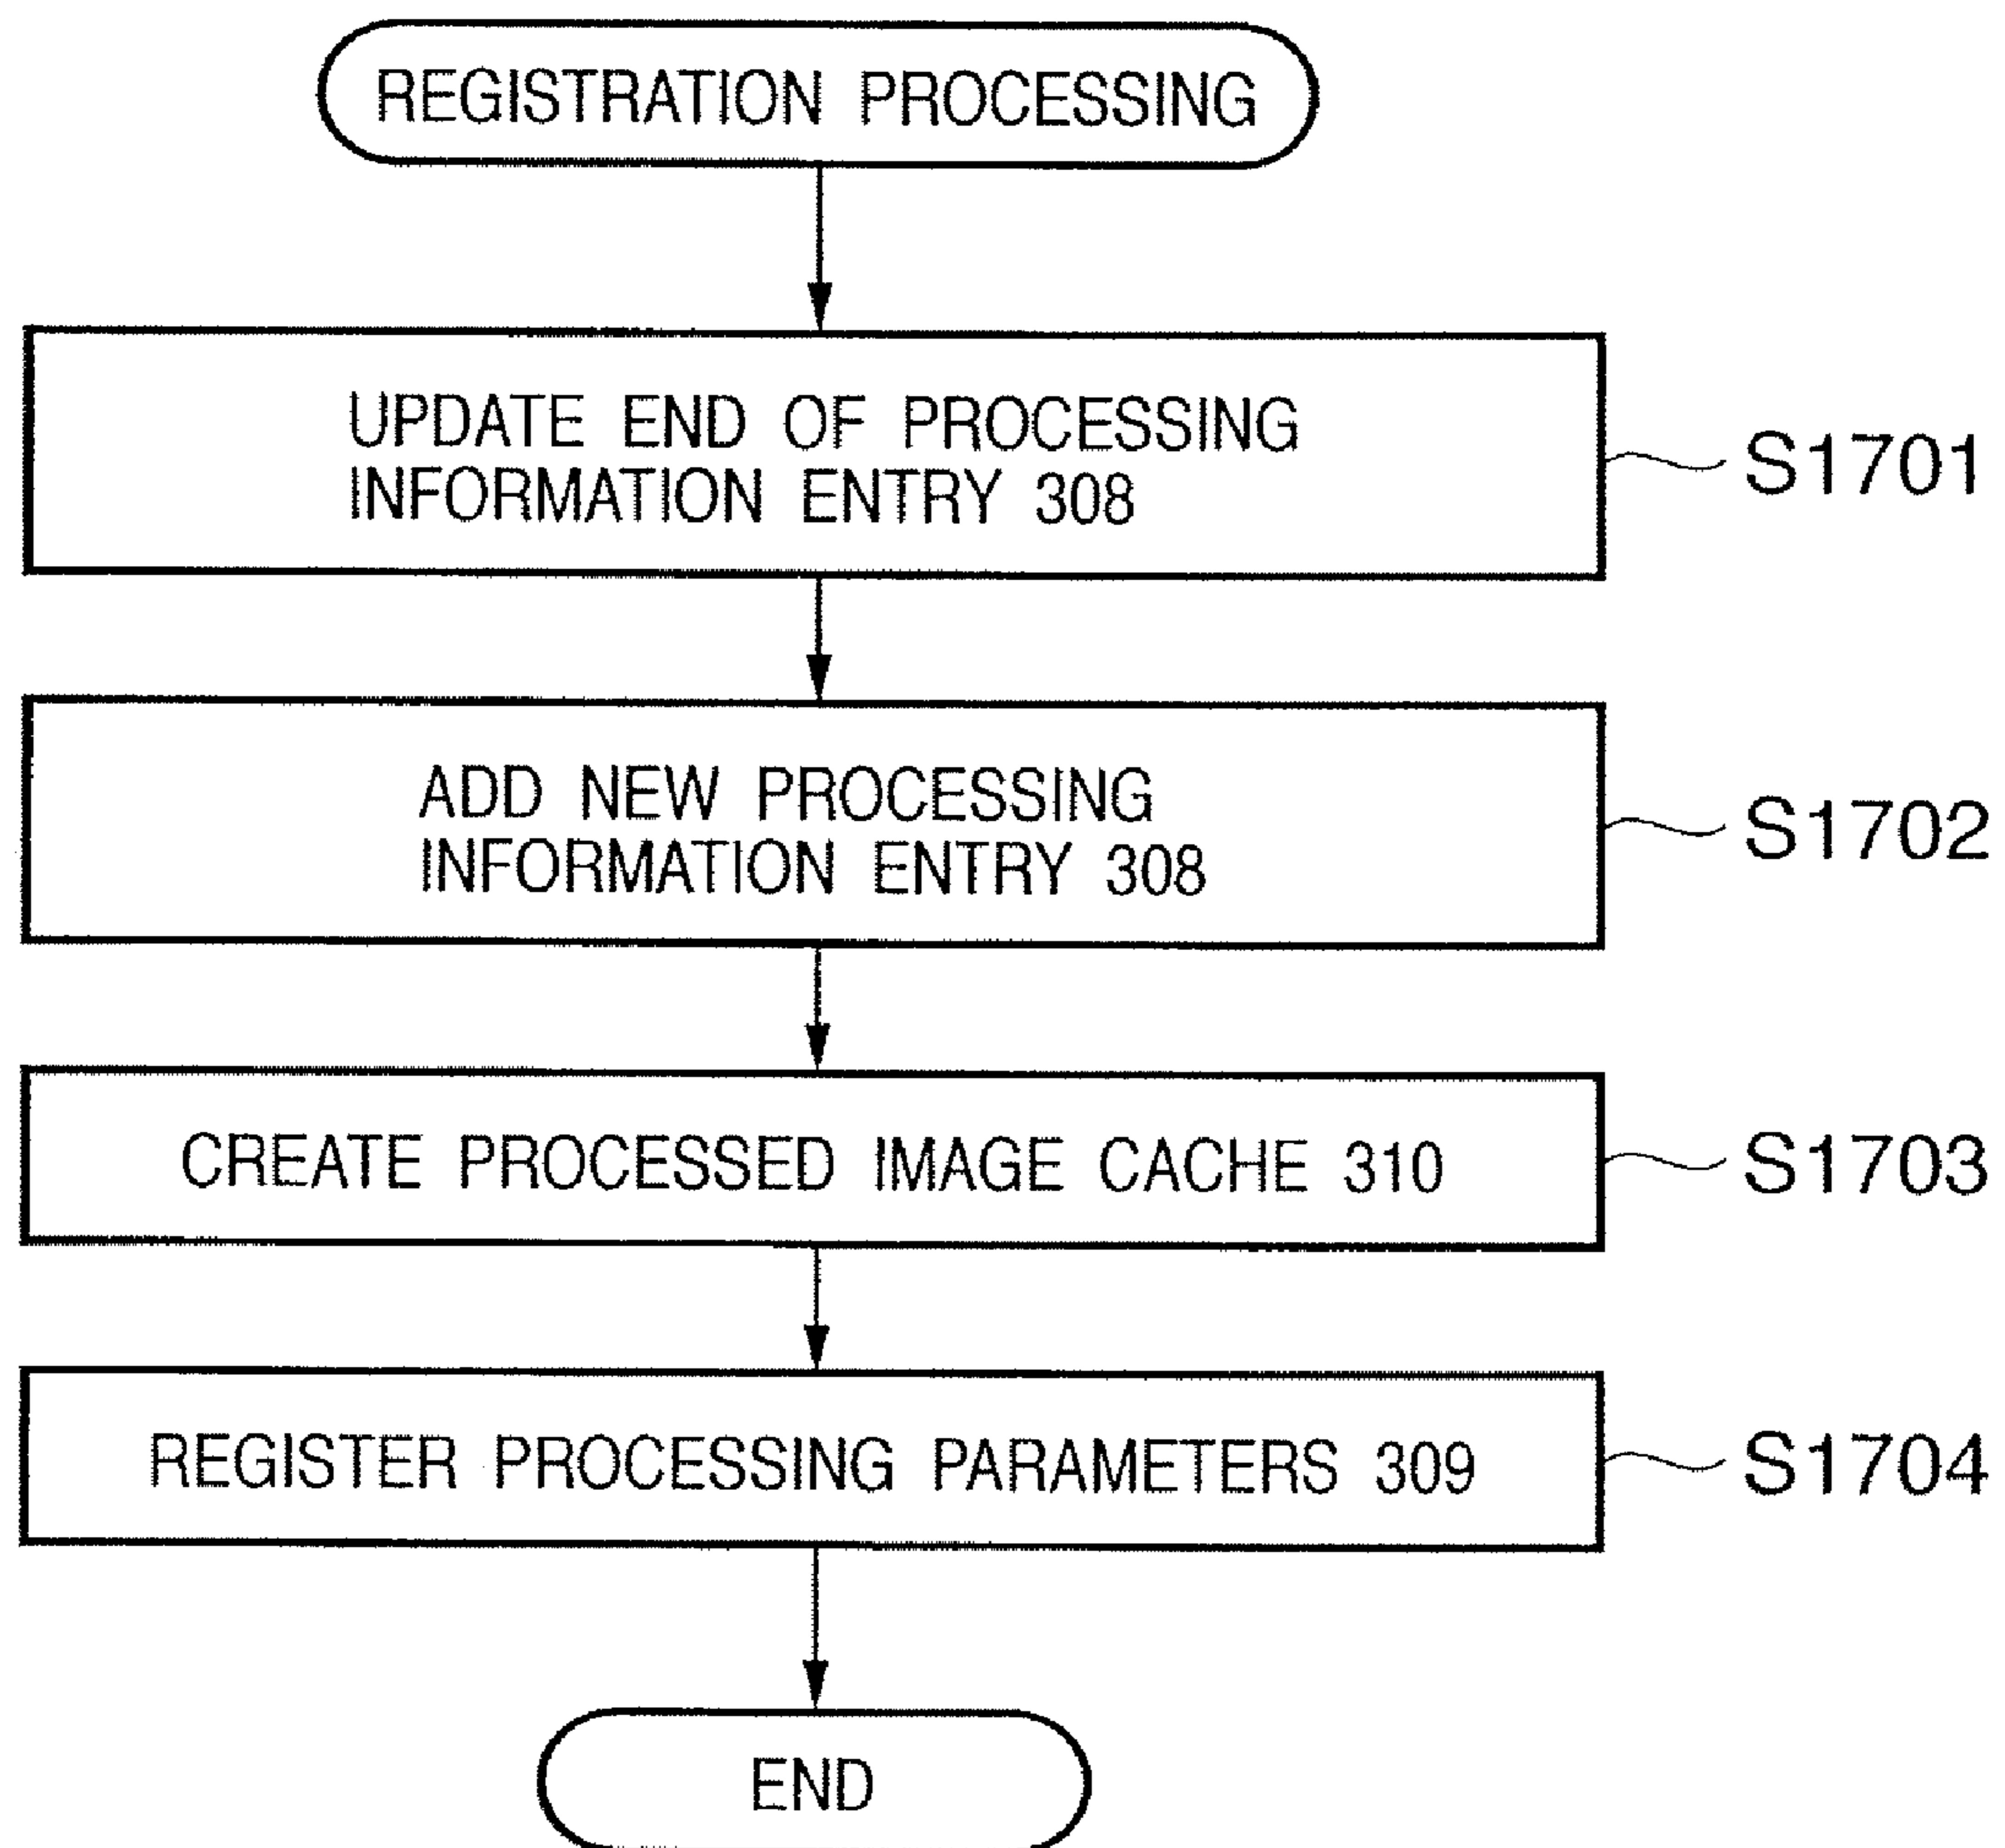 REGISTRATION PROCESSING
UPDATE END OF PROCESSING
INFORMATION ENTRY 308
S1701
ADD NEW PROCESSING
INFORMATION ENTRY 308
S1702
CREATE PROCESSED IMAGE CACHE 310
S1703
REGISTER PROCESSING PARAMETERS 309
S1704
END